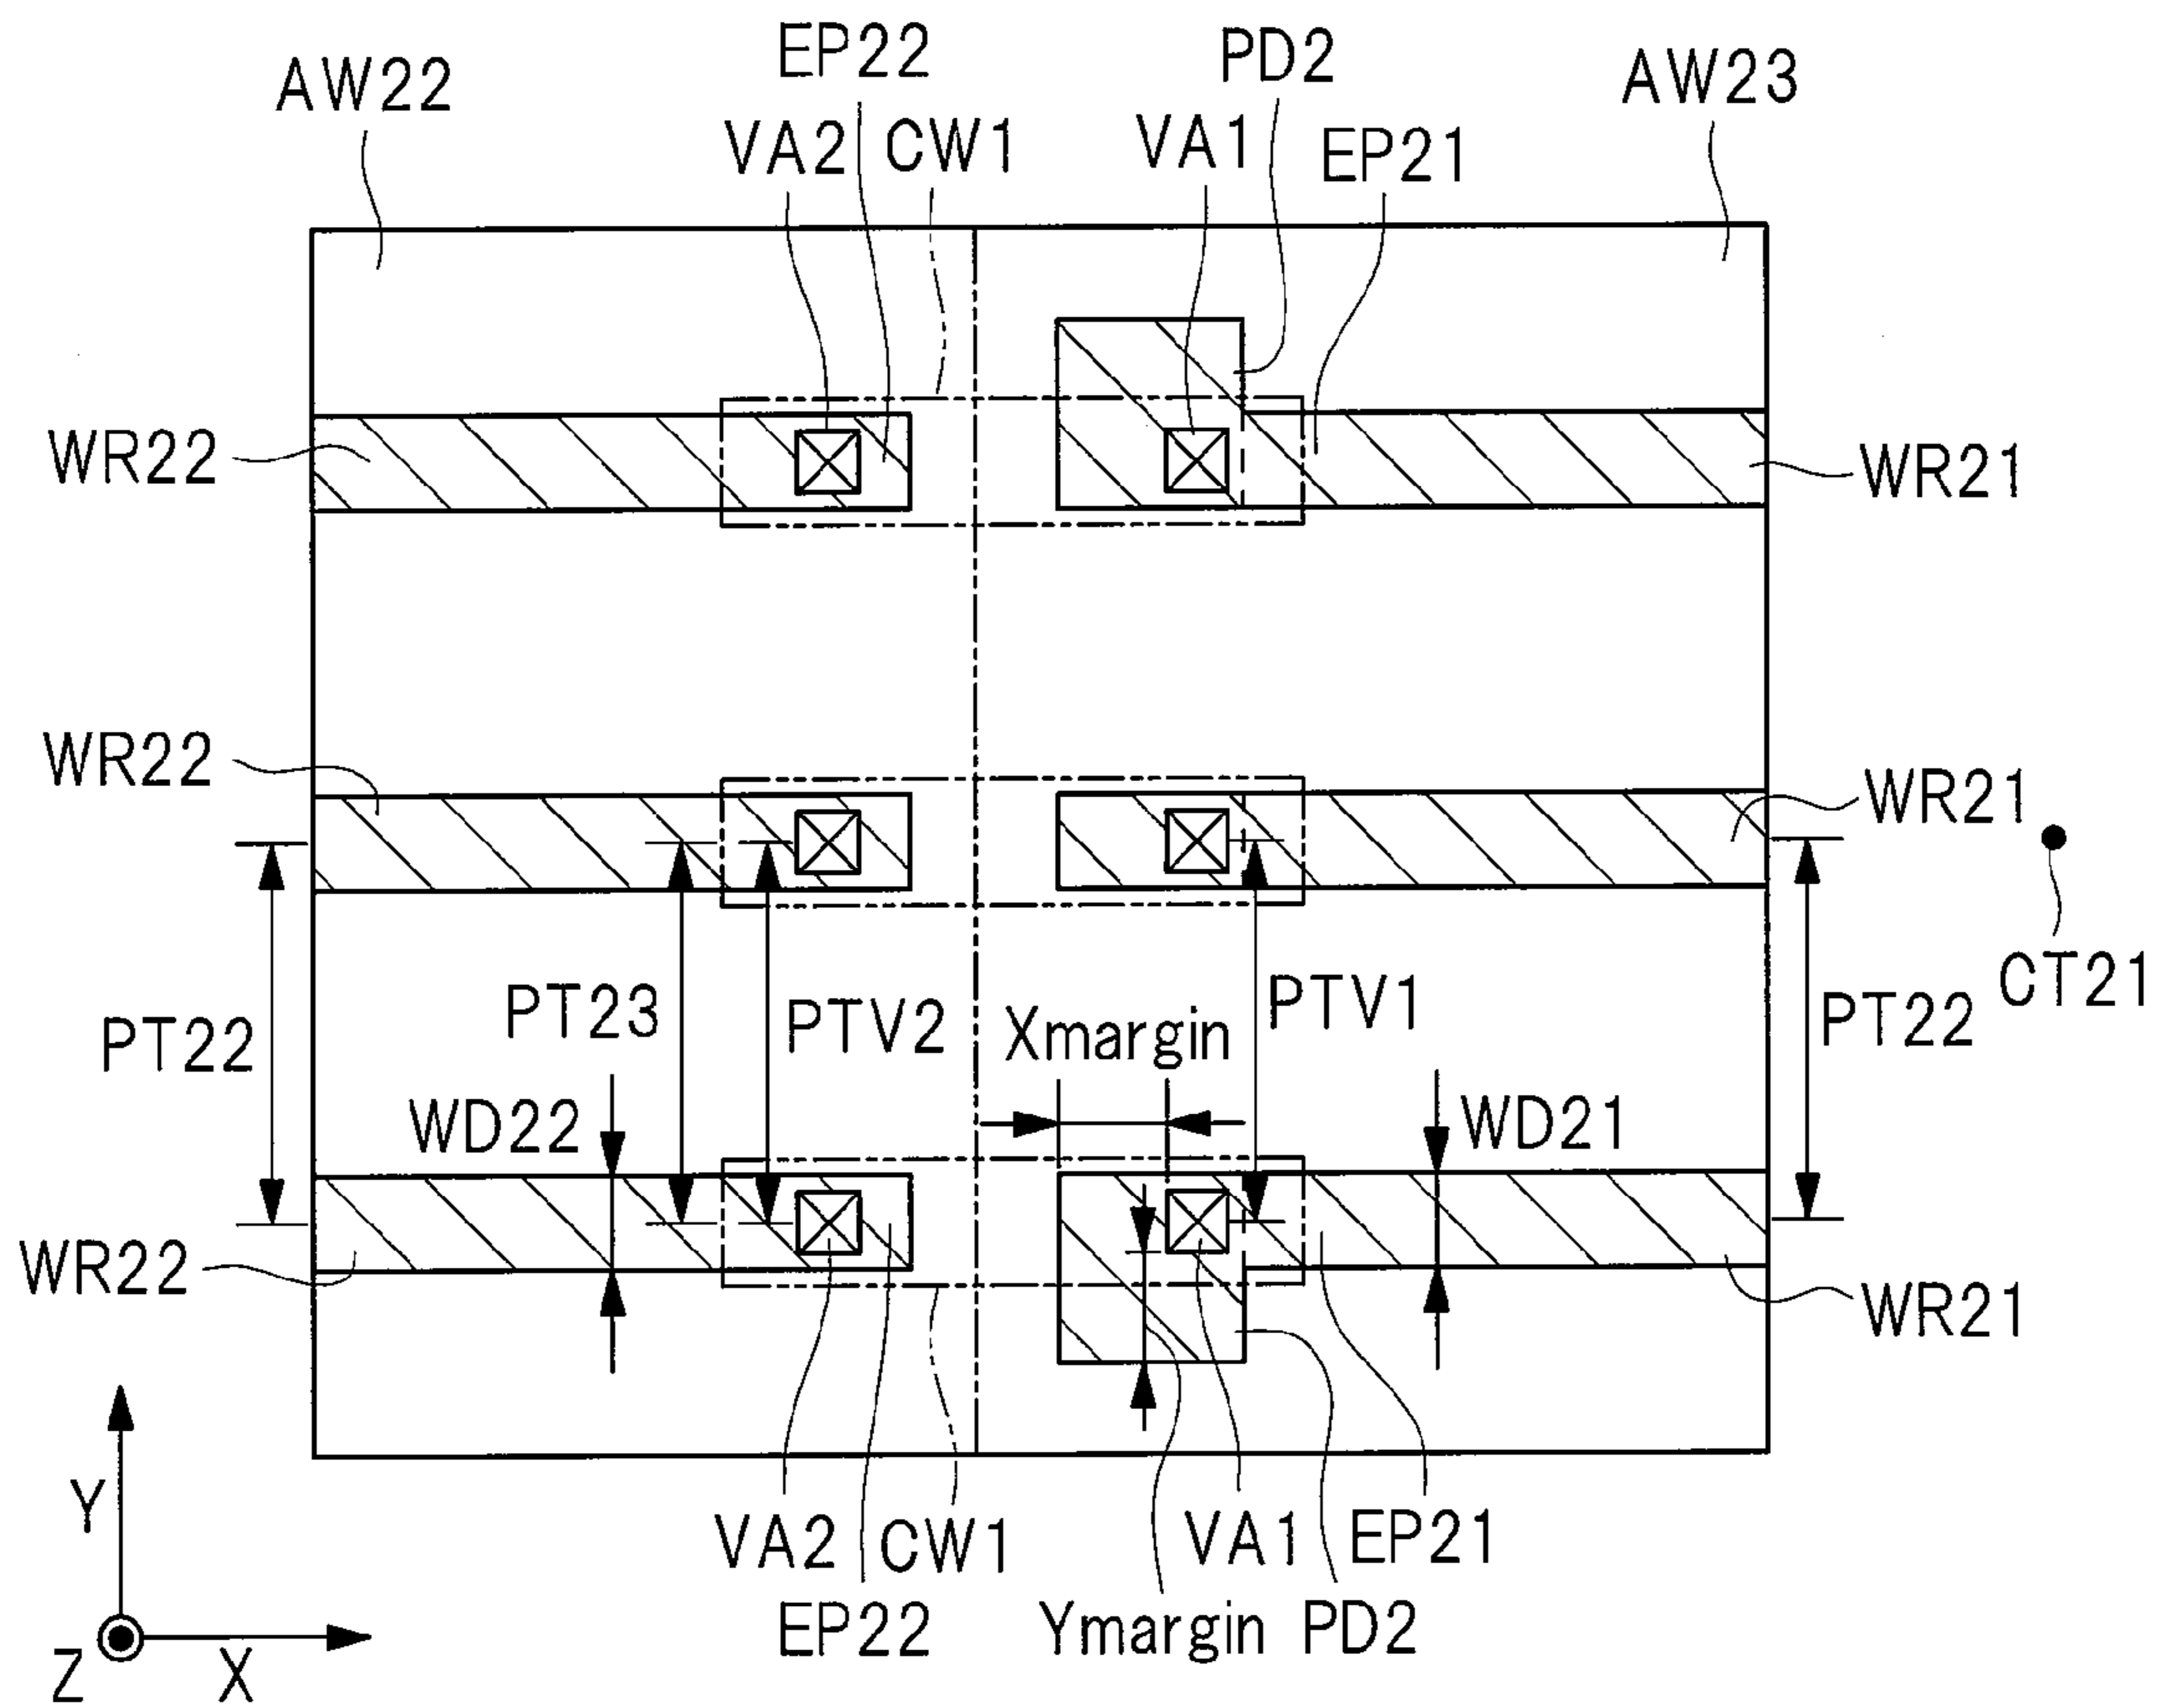 EP22
PD2
AW22
AW23
VA2
CW1
VA1
EP21
WR22
WR21
WR22
WR21
CT21
PT22
PT23
PTV2
Xmargin
PTV1
PT22
WD22
WD21
WR22
WR21
Y
VA2
CW1
VA1
EP21
EP22
Ymargin
PD2
Z
X